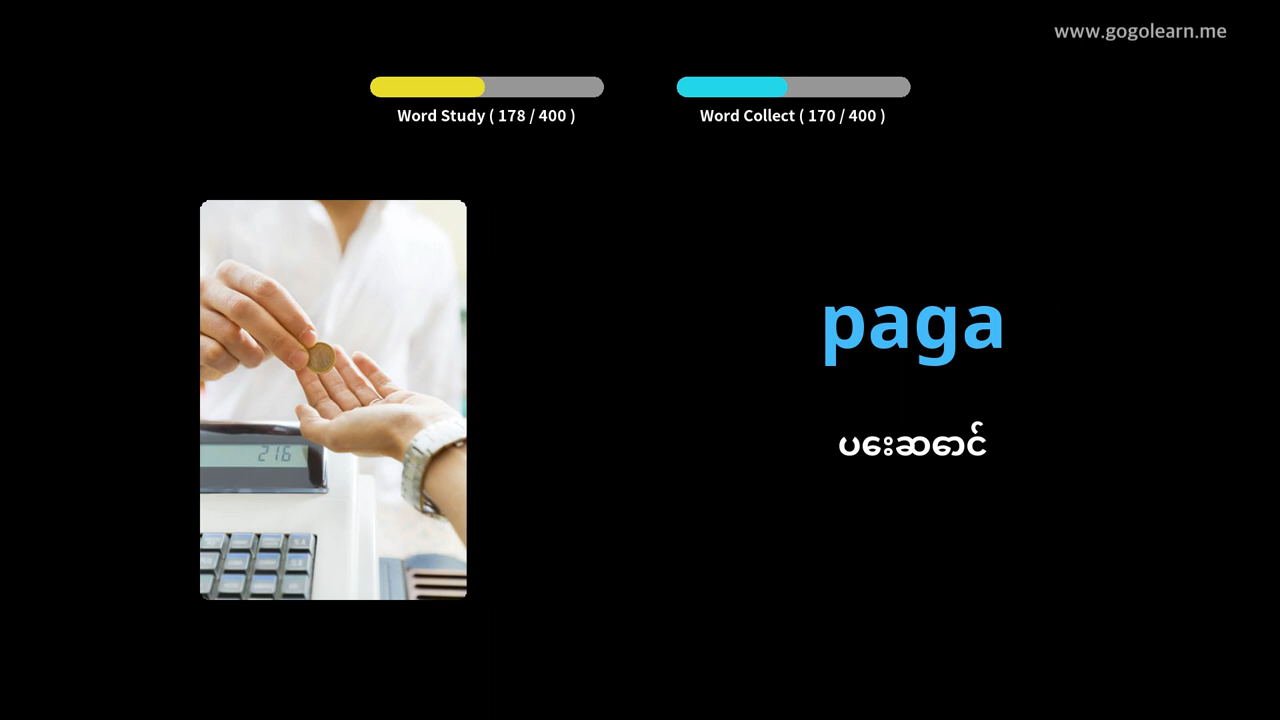 www.gogolearn.me
Word Study ( 178 / 400 )
Word Collect ( 170 / 400 )
paga
ပေးဆောင်
216